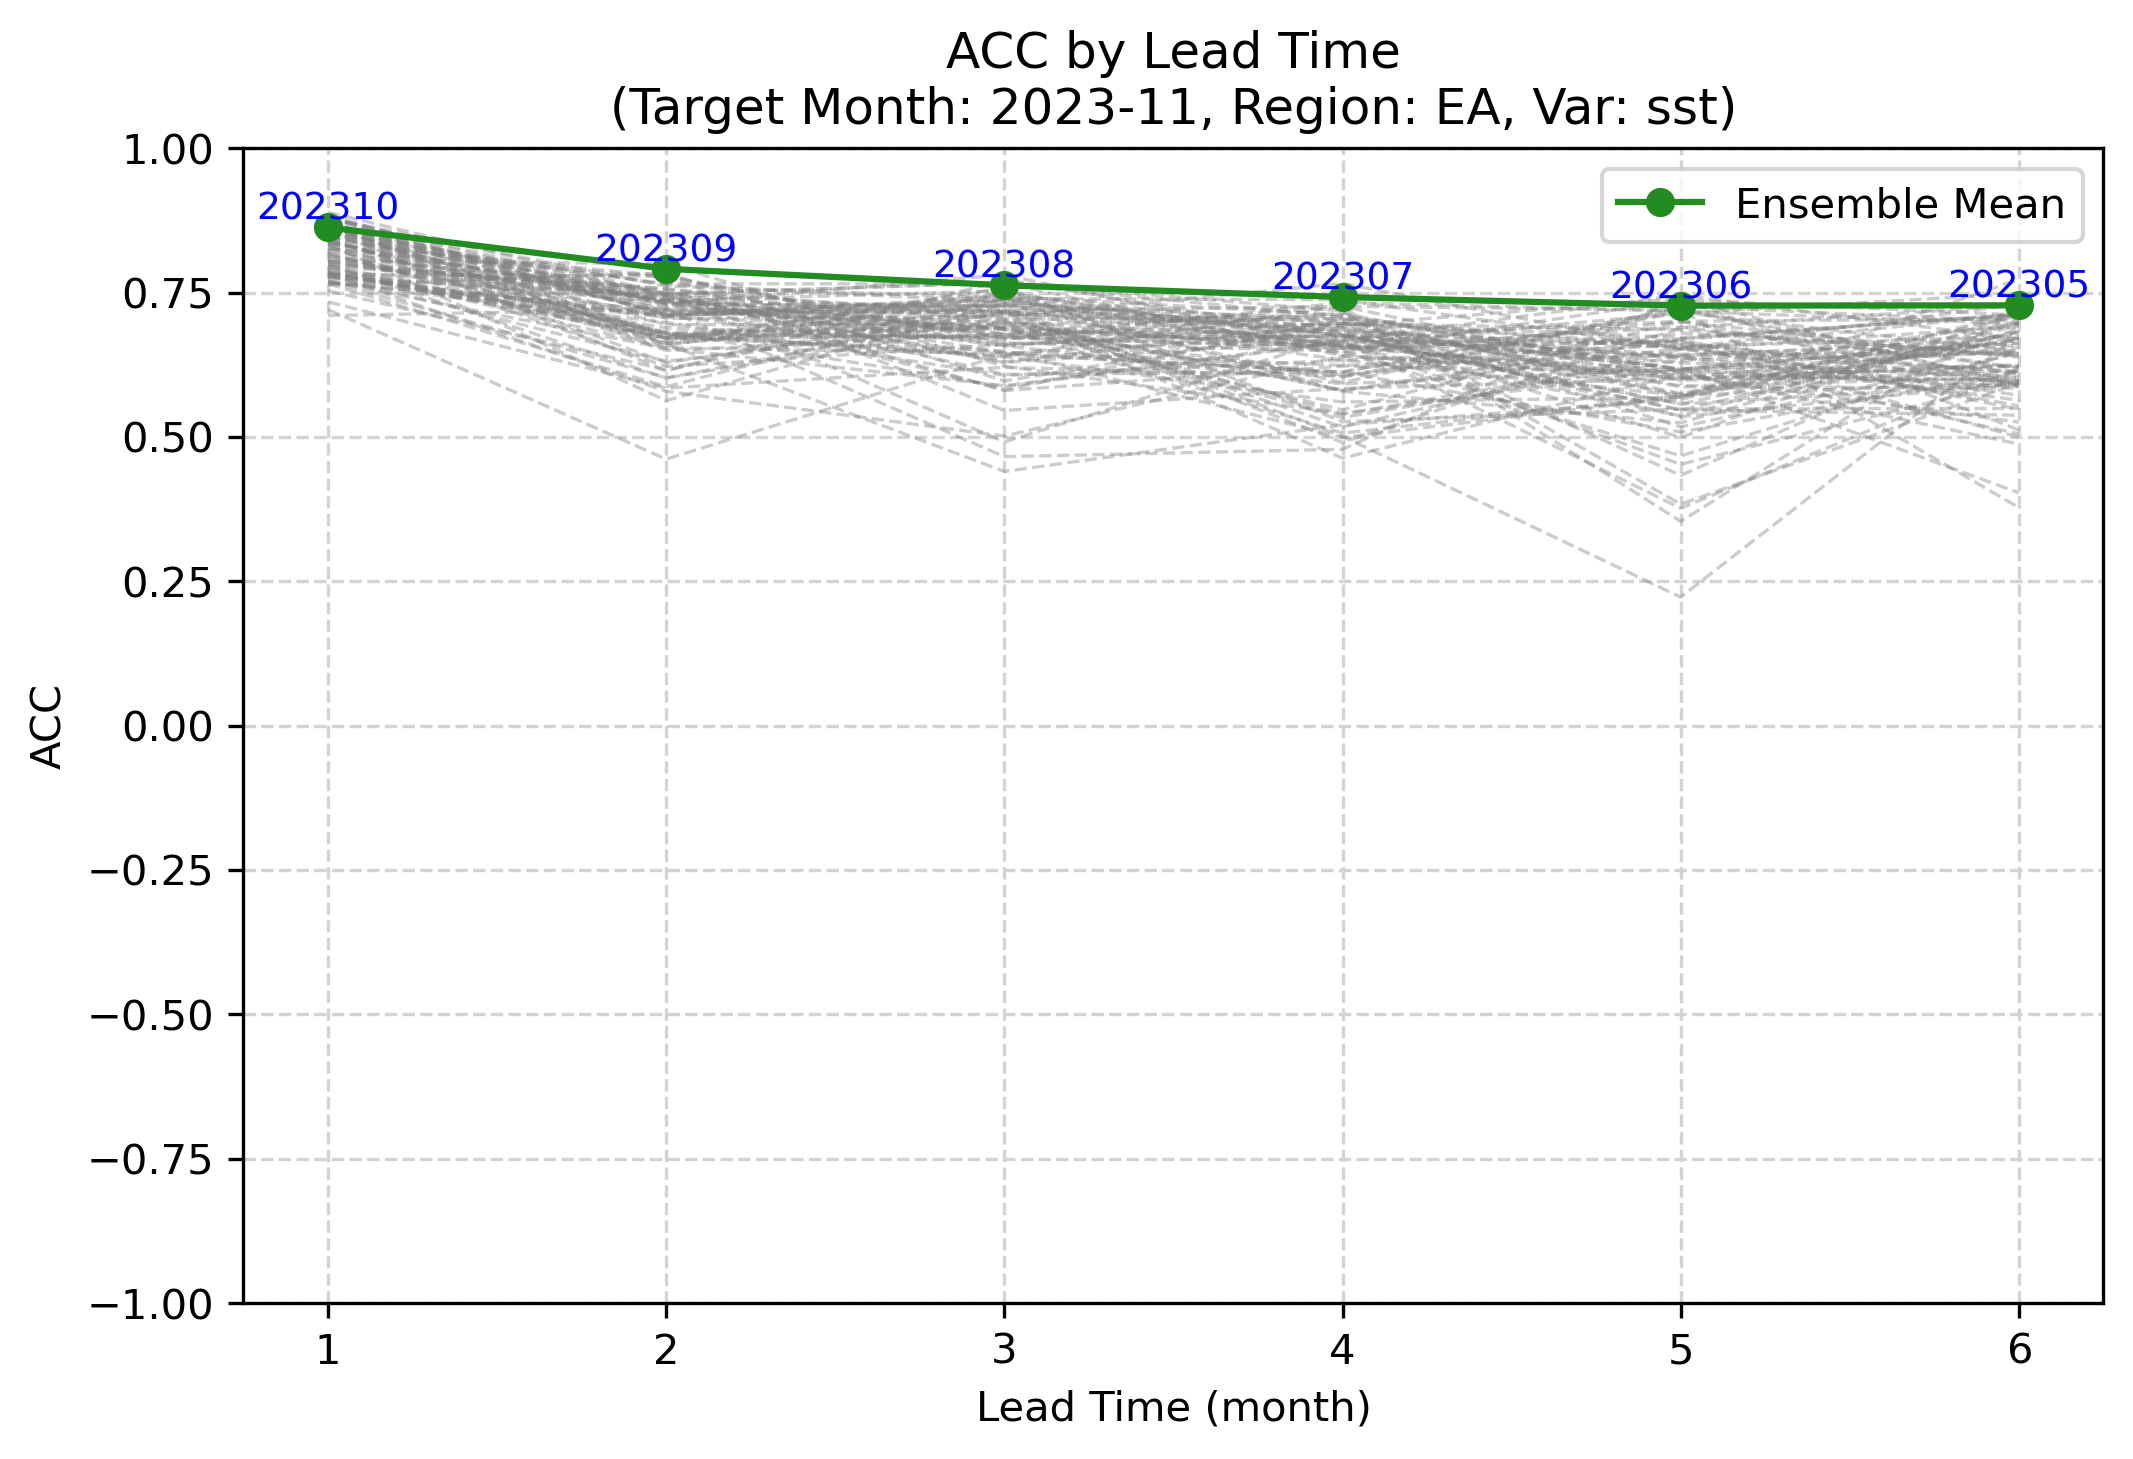 ACC by Lead Time
(Target Month: 2023-11, Region: EA, Var: sst)
Ensemble Mean
202310
202309
202308
202307
202306
202305
1.00
0.75
0.50
0.25
0.00
−0.25
−0.50
−0.75
−1.00
ACC
1 2 3 4 5 6
Lead Time (month)